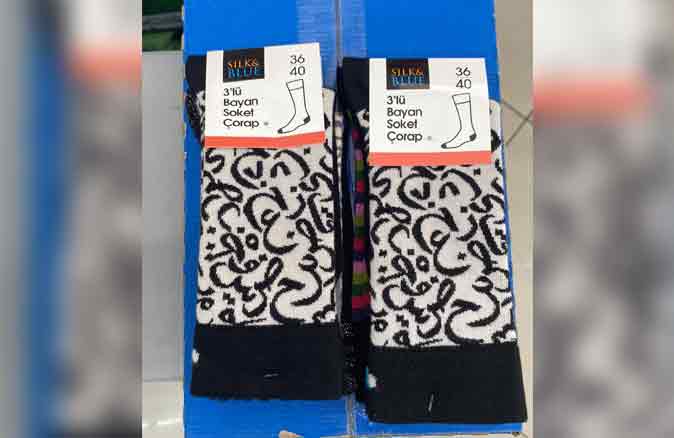 SILK&
BLUE
36
40
3'lü
Bayan
Soket
Çorap
SILK&
BLUE
36
40
3'lü
Bayan
Soket
Çorap